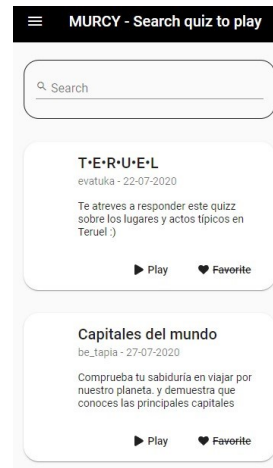 MURCY - Search quiz to play
Search
T•E•R•U•E•L
evatuka - 22-07-2020
Te atreves a responder este quizz
sobre los lugares y actos típicos en
Teruel :)
Play Favorite
Capitales del mundo
be_tapia - 27-07-2020
Comprueba tu sabiduría en viajar por
nuestro planeta. y demuestra que
conoces las principales capitales
Play Favorite